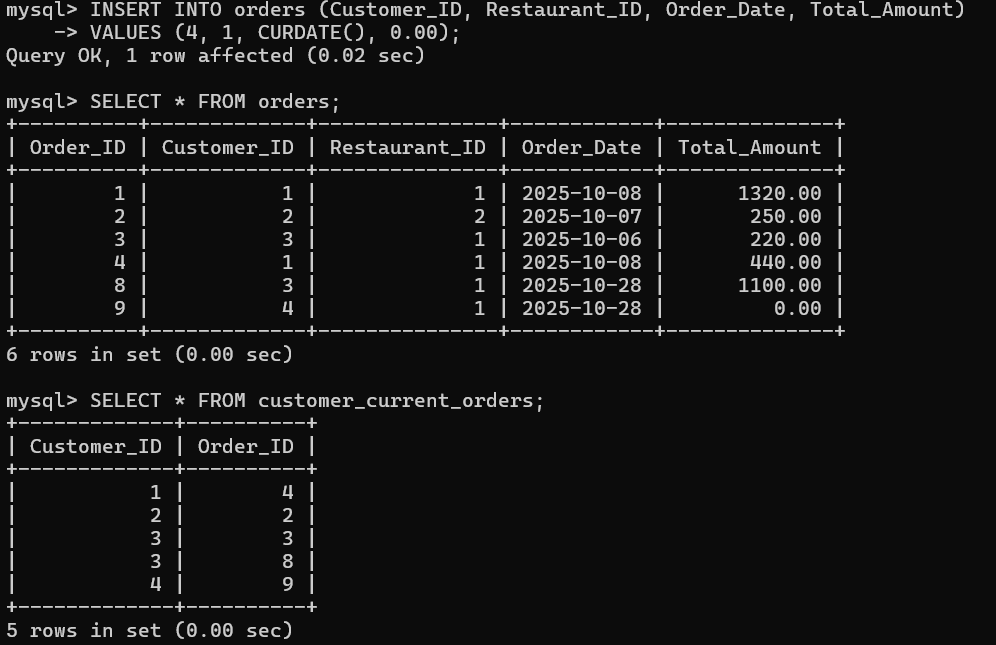 mysql> INSERT INTO orders (Customer_ID, Restaurant_ID, Order_Date, Total_Amount)
    -> VALUES (4, 1, CURDATE(), 0.00);
Query OK, 1 row affected (0.02 sec)

mysql> SELECT * FROM orders;
+----------+-------------+---------------+------------+--------------+
| Order_ID | Customer_ID | Restaurant_ID | Order_Date | Total_Amount |
+----------+-------------+---------------+------------+--------------+
|        1 |           1 |             1 | 2025-10-08 |      1320.00 |
|        2 |           2 |             2 | 2025-10-07 |       250.00 |
|        3 |           3 |             1 | 2025-10-06 |       220.00 |
|        4 |           1 |             1 | 2025-10-08 |       440.00 |
|        8 |           3 |             1 | 2025-10-28 |      1100.00 |
|        9 |           4 |             1 | 2025-10-28 |         0.00 |
+----------+-------------+---------------+------------+--------------+
6 rows in set (0.00 sec)

mysql> SELECT * FROM customer_current_orders;
+-------------+----------+
| Customer_ID | Order_ID |
+-------------+----------+
|           1 |        4 |
|           2 |        2 |
|           3 |        3 |
|           3 |        8 |
|           4 |        9 |
+-------------+----------+
5 rows in set (0.00 sec)